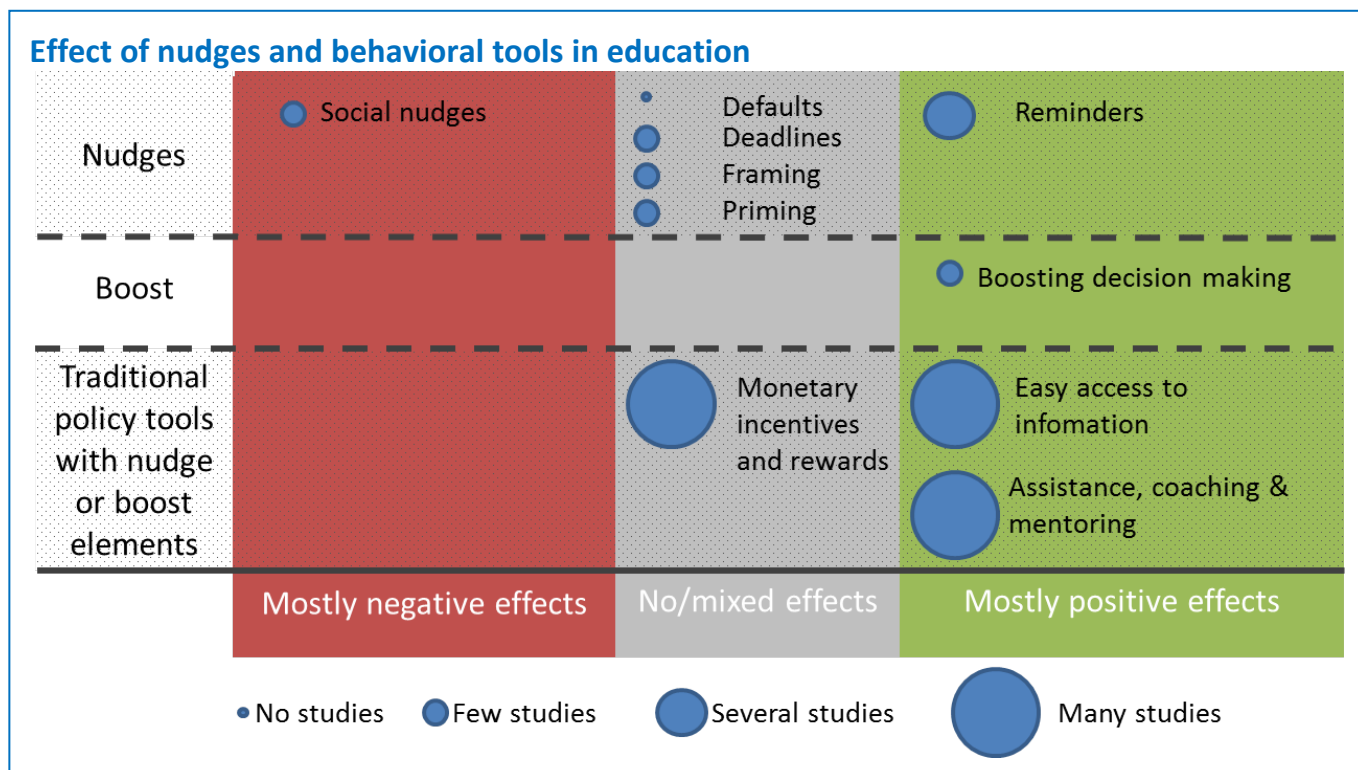 Effect of nudges and behavioral tools in education
Nudges
Social nudges
Defaults
Deadlines
Framing
Priming
Reminders
Boost
Boosting decision making
Traditional
policy tools
with nudge
or boost
elements
Monetary
incentives
and rewards
Easy access to
infomation
Assistance, coaching &
mentoring
Mostly negative effects
No/mixed effects
Mostly positive effects
No studies
Few studies
Several studies
Many studies